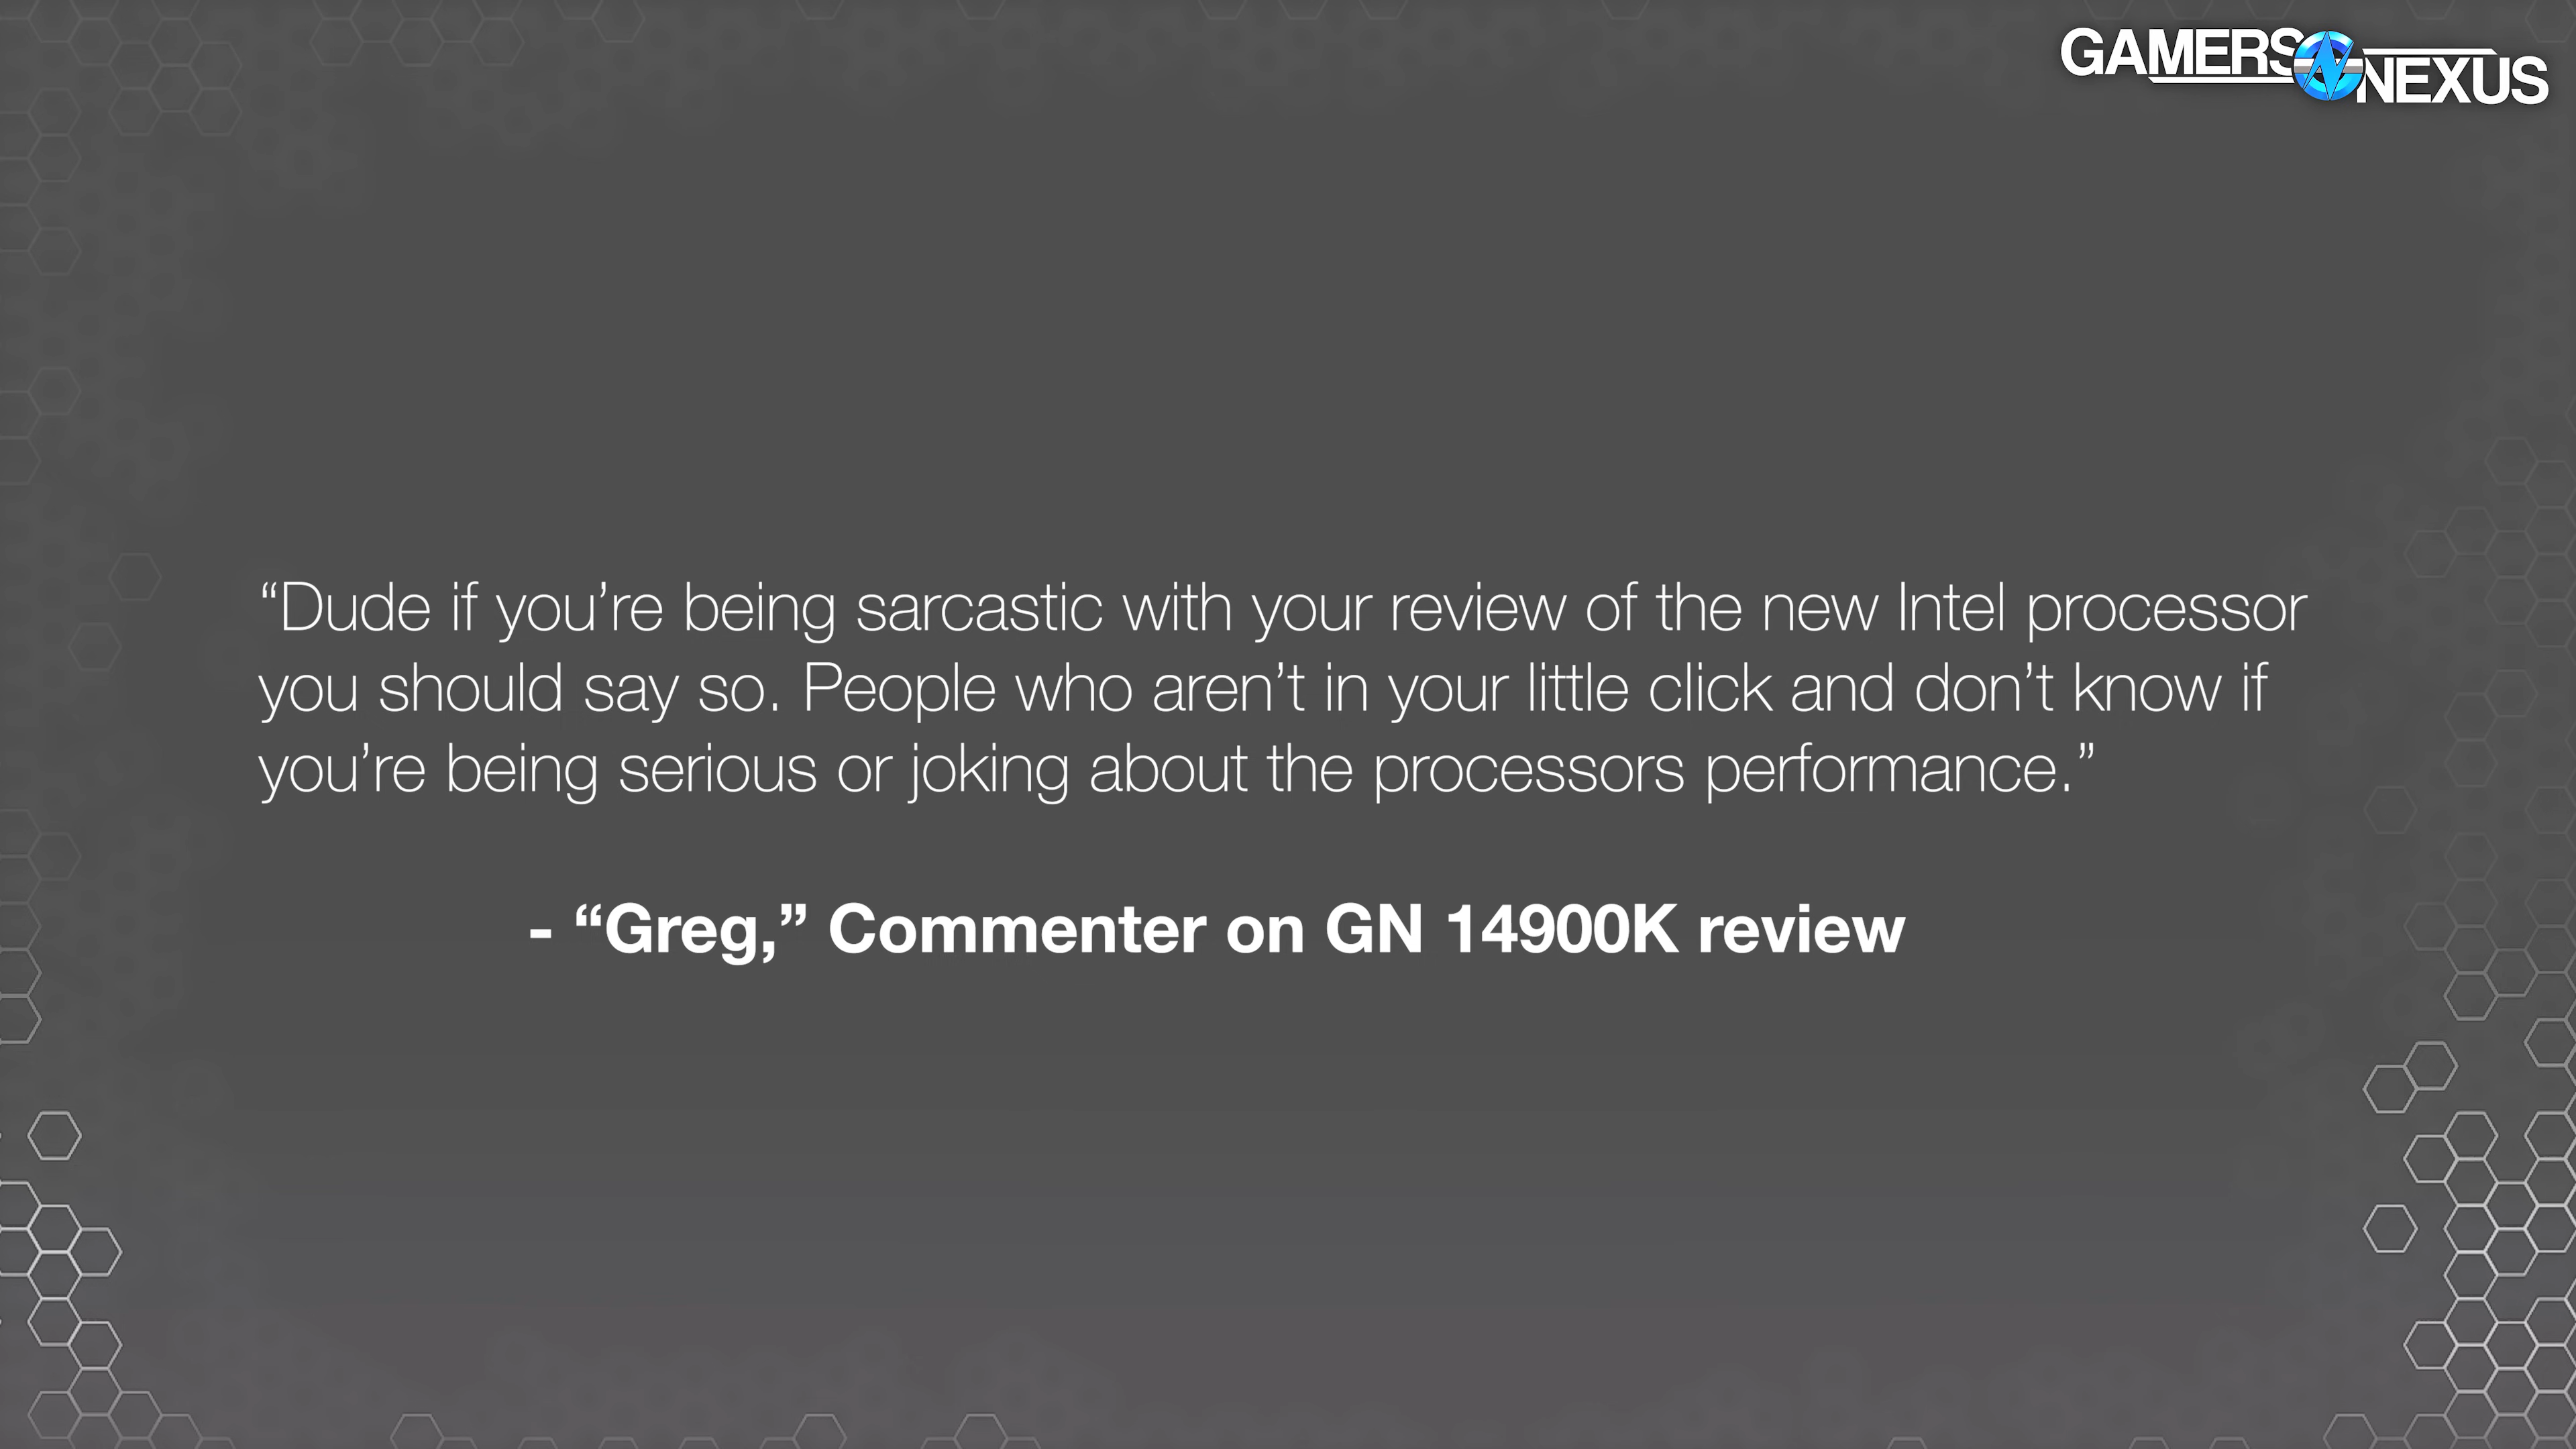 GAMERS NEXUS
“Dude if you’re being sarcastic with your review of the new Intel processor
you should say so. People who aren’t in your little click and don’t know if
you’re being serious or joking about the processors performance.”
- “Greg,” Commenter on GN 14900K review